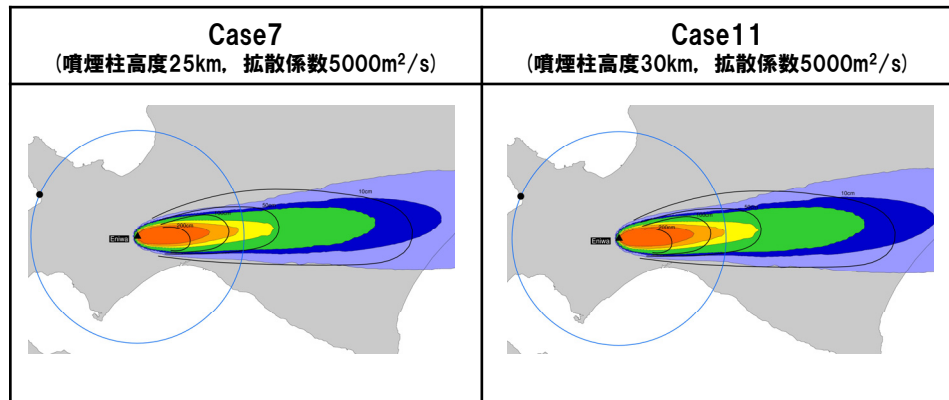 Case7
(噴煙柱高度25km, 拡散係数5000m²/s)
Case11
(噴煙柱高度30km, 拡散係数5000m²/s)
10cm
200cm
Eniwa
10cm
200cm
Eniwa